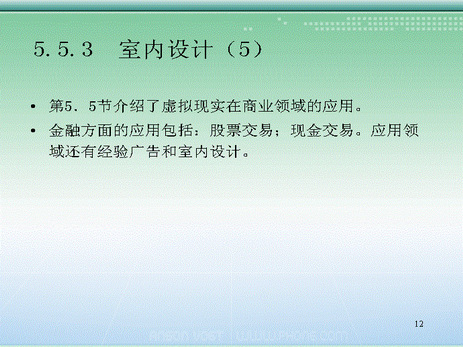 5.5.3 室内设计（5）
• 第5．5节介绍了虚拟现实在商业领域的应用。
• 金融方面的应用包括：股票交易；现金交易。应用领
域还有经验广告和室内设计。
12